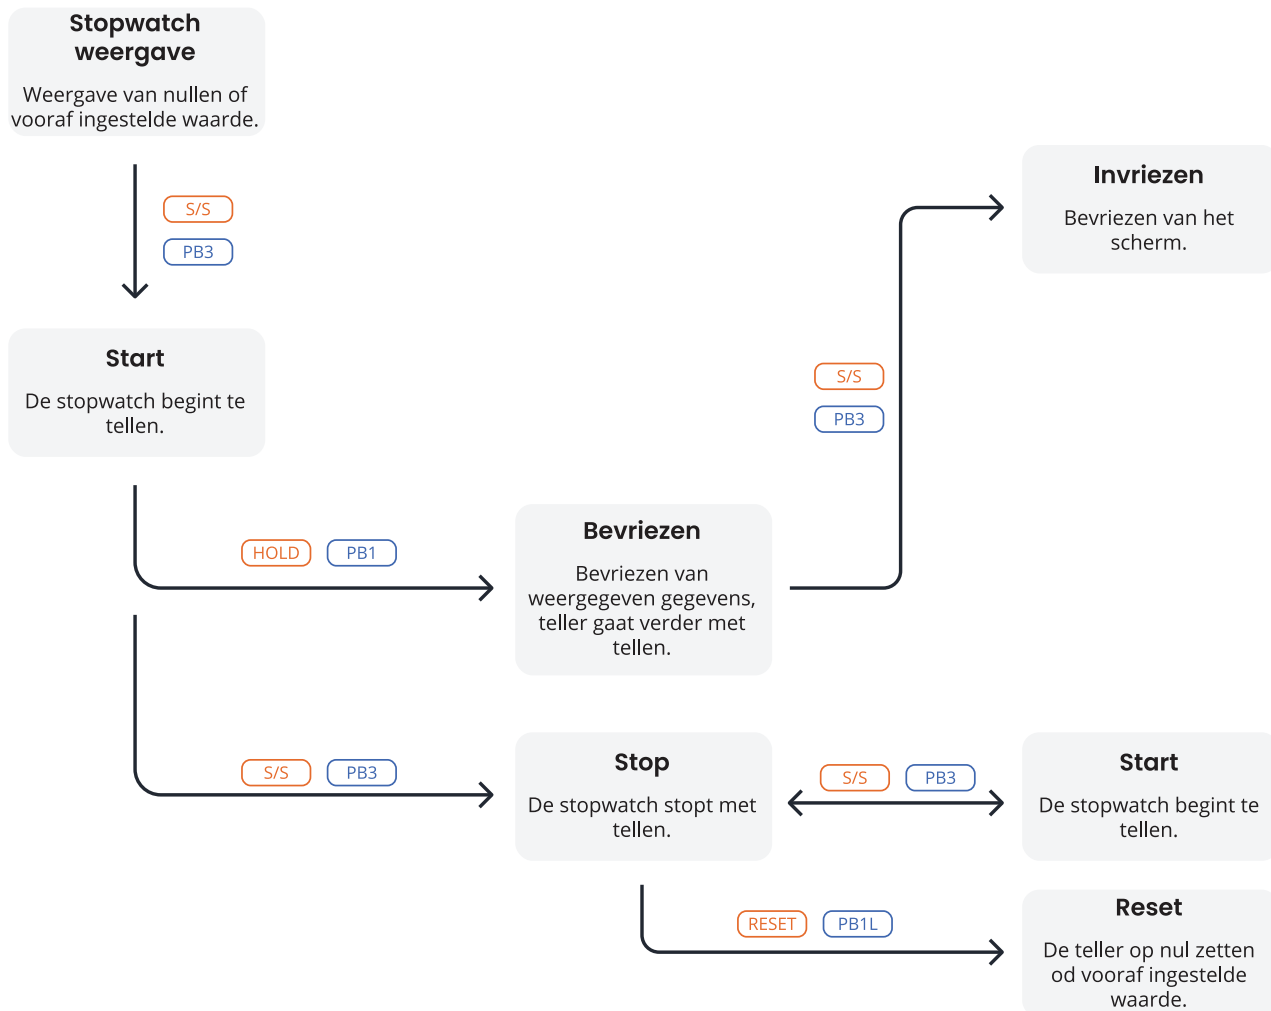 Stopwatch
weergave
Weergave van nullen of
vooraf ingestelde waarde.
S/S
PB3
Start
De stopwatch begint te
tellen.
HOLD PB1
Bevriezen
Bevriezen van
weergegeven gegevens,
teller gaat verder met
tellen.
S/S
PB3
Invriezen
Bevriezen van het
scherm.
S/S PB3
Stop
De stopwatch stopt met
tellen.
S/S PB3
Start
De stopwatch begint te
tellen.
RESET PB1L
Reset
De teller op nul zetten
od vooraf ingestelde
waarde.